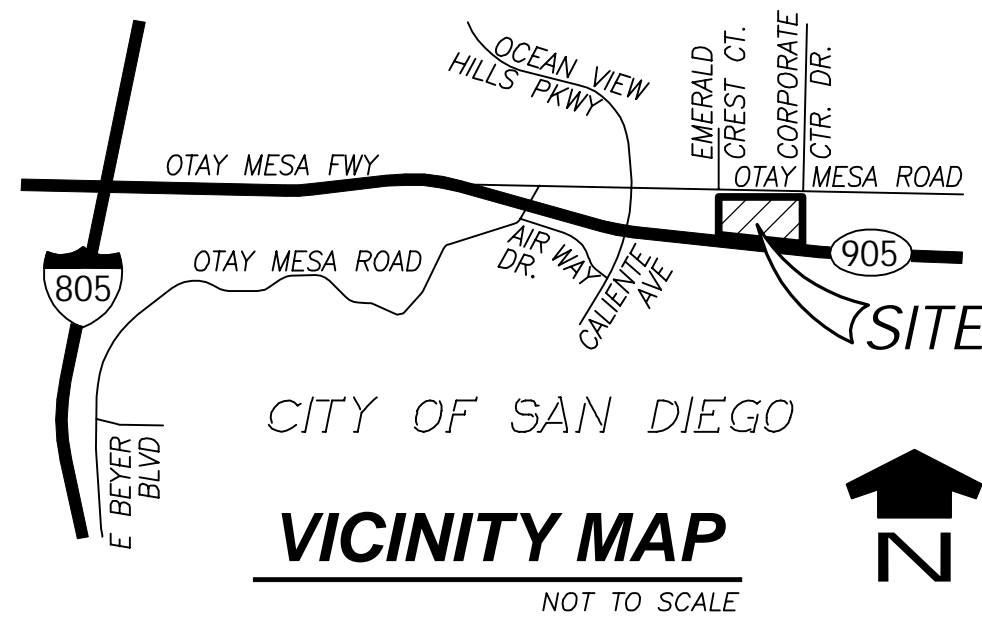 OCEAN VIEW
HILLS PKWY
EMERALD
CREST CT.
CORPORATE
CTR. DR.
OTAY MESA FWY
OTAY MESA ROAD
905
805
OTAY MESA ROAD
AIR WAY
DR.
CALIENTE
AVE
SITE
CITY OF SAN DIEGO
E BEYER
BLVD
VICINITY MAP
NOT TO SCALE
N